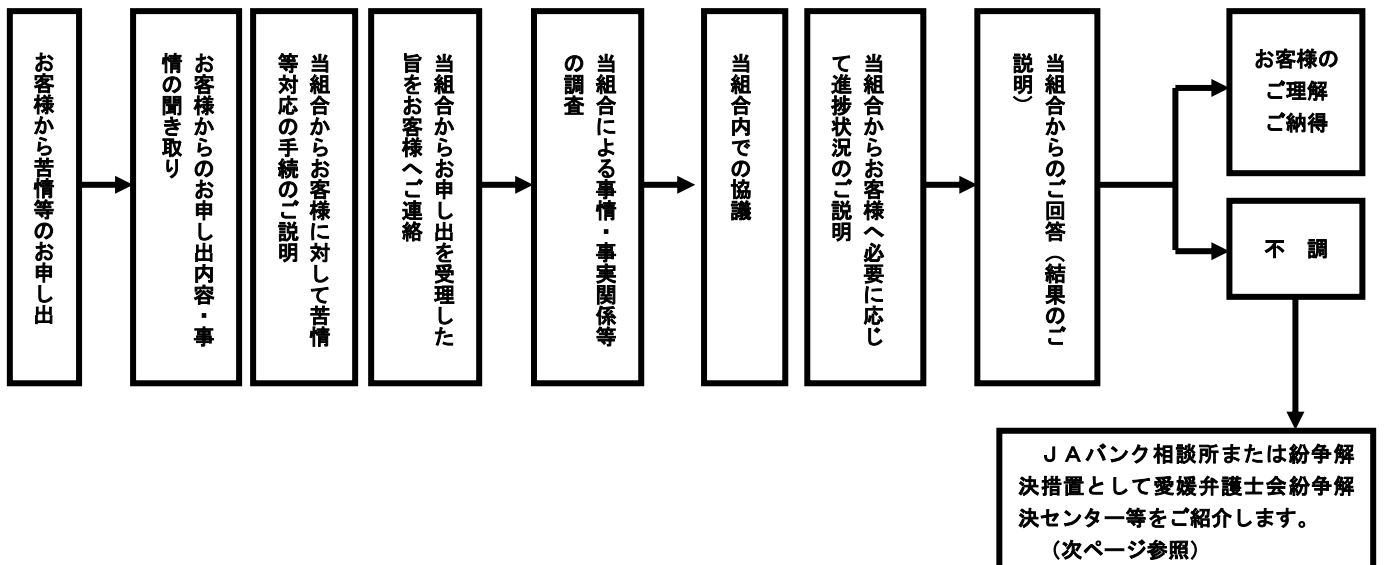 お客様から苦情等のお申し出
お客様からのお申し出内容・事
情の聞き取り
当組合からお客様に対して苦情
等対応の手続のご説明
当組合からお申し出を受理した
旨をお客様へご連絡
当組合による事情・事実関係等
の調査
当組合内での協議
当組合からお客様へ必要に応じ
て進捗状況のご説明
当組合からのご回答（結果のご
説明）
お客様の
ご理解
ご納得
不　調
ＪＡバンク相談所または紛争解
決措置として愛媛弁護士会紛争解
決センター等をご紹介します。
（次ページ参照）